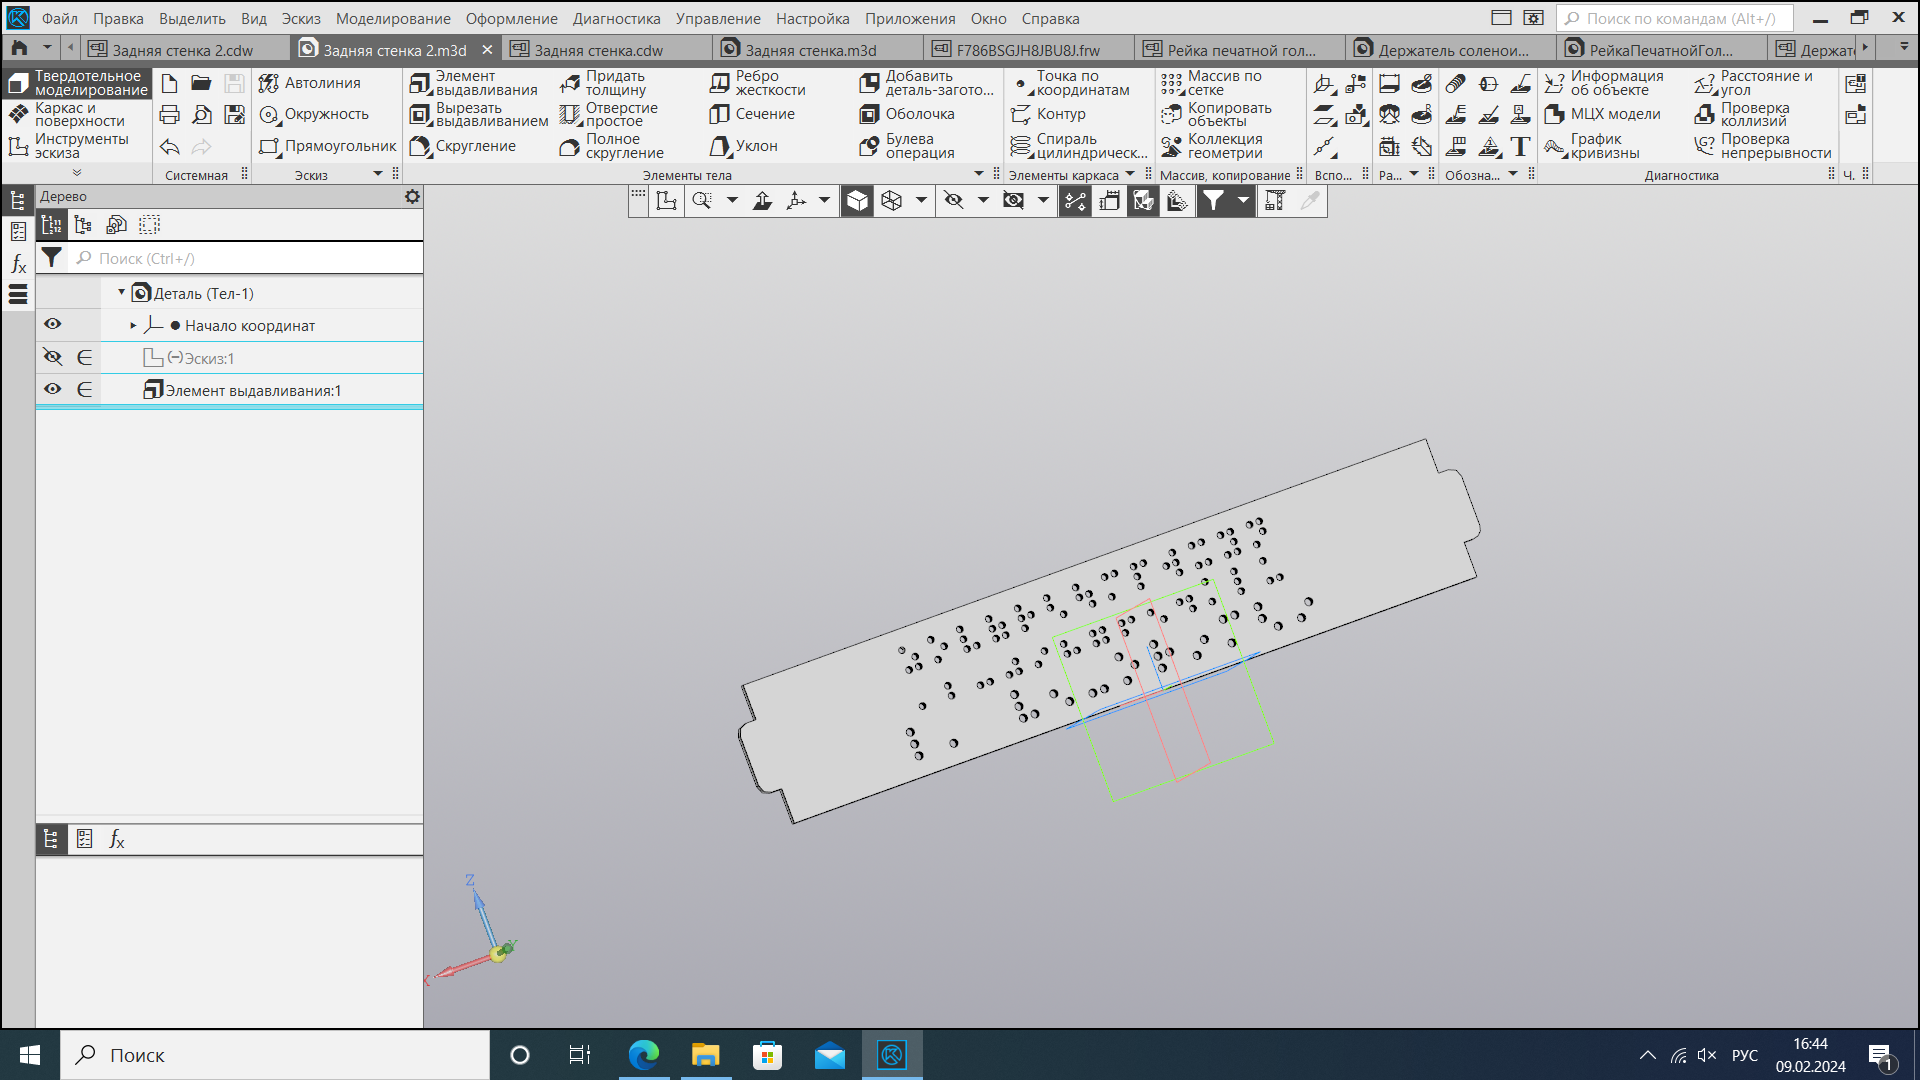 Файл Правка Выделить Вид Эскиз Моделирование Оформление Диагностика Управление Настройка Приложения Окно Справка Поиск по командам (Alt+/)
Задняя стенка 2.cdw Задняя стенка 2.m3d Задняя стенка.cdw Задняя стенка.m3d F786BSGJH8JBU8J.frw Рейка печатной гол... Держатель соленои... РейкаПечатнойГол... Держат
Твердотельное моделирование
Каркас и поверхности
Инструменты эскиза
Системная
Автолиния
Окружность
Прямоугольник
Эскиз
Элемент выдавливания
Вырезать выдавливанием
Скругление
Придать толщину
Отверстие простое
Полное скругление
Ребро жесткости
Сечение
Уклон
Добавить деталь-загото...
Оболочка
Булева операция
Элементы тела
Точка по координатам
Контур
Спираль цилиндрическ...
Элементы каркаса
Массив по сетке
Копировать объекты
Коллекция геометрии
Массив, копирование
Вспо...
Ра...
Обозна...
Информация об объекте
МЦХ модели
График кривизны
Расстояние и угол
Проверка коллизий
Проверка непрерывности
Диагностика
Ч.
Дерево
Поиск (Ctrl+/)
Деталь (Тел-1)
Начало координат
(−)Эскиз:1
Элемент выдавливания:1
Z
Y
X
Поиск
РУС
16:44
09.02.2024
1